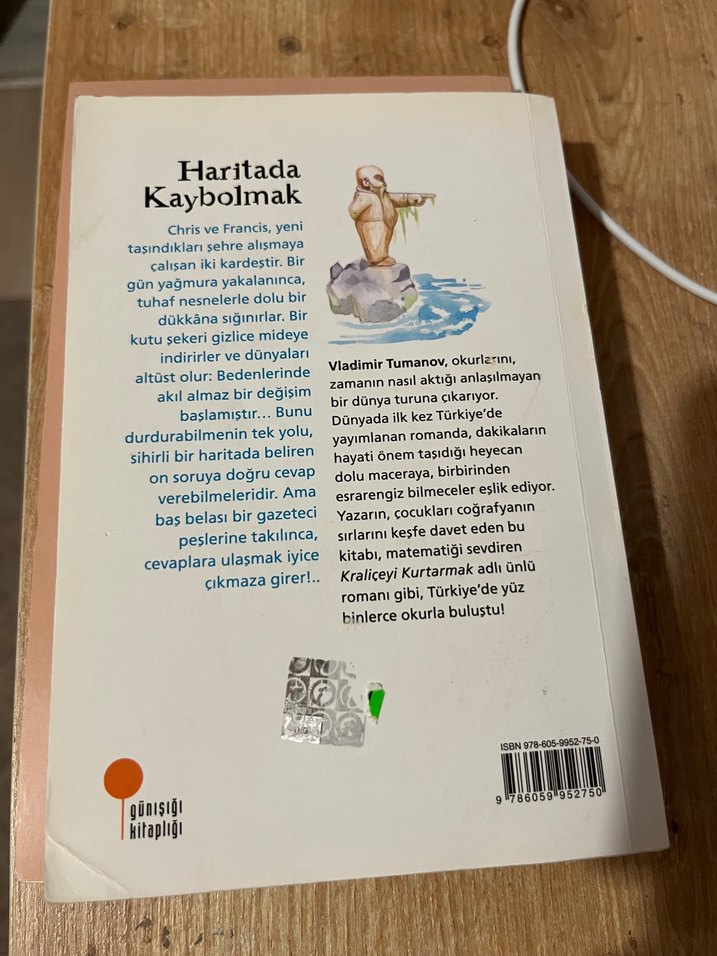 Haritada
Kaybolmak
Chris ve Francis, yeni
taşındıkları şehre alışmaya
çalışan iki kardeştir. Bir
gün yağmura yakalanınca,
tuhaf nesnelerle dolu bir
dükkâna sığınırlar. Bir
kutu şekeri gizlice mideye
indirirler ve dünyaları
altüst olur: Bedenlerinde
akıl almaz bir değişim
başlamıştır... Bunu
durdurabilmenin tek yolu,
sihirli bir haritada beliren
on soruya doğru cevap
verebilmeleridir. Ama
baş belası bir gazeteci
peşlerine takılınca,
cevaplara ulaşmak iyice
çıkmaza girer!..
Vladimir Tumanov, okurlarını,
zamanın nasıl aktığı anlaşılmayan
bir dünya turuna çıkarıyor.
Dünyada ilk kez Türkiye'de
yayımlanan romanda, dakikaların
hayati önem taşıdığı heyecan
dolu maceraya, birbirinden
esrarengiz bilmeceler eşlik ediyor.
Yazarın, çocukları coğrafyanın
sırlarını keşfe davet eden bu
kitabı, matematiği sevdiren
Kraliçeyi Kurtarmak adlı ünlü
romanı gibi, Türkiye'de yüz
binlerce okurla buluştu!
günışığı
kitaplığı
ISBN 978-605-9952-75-0
9 786059 952750